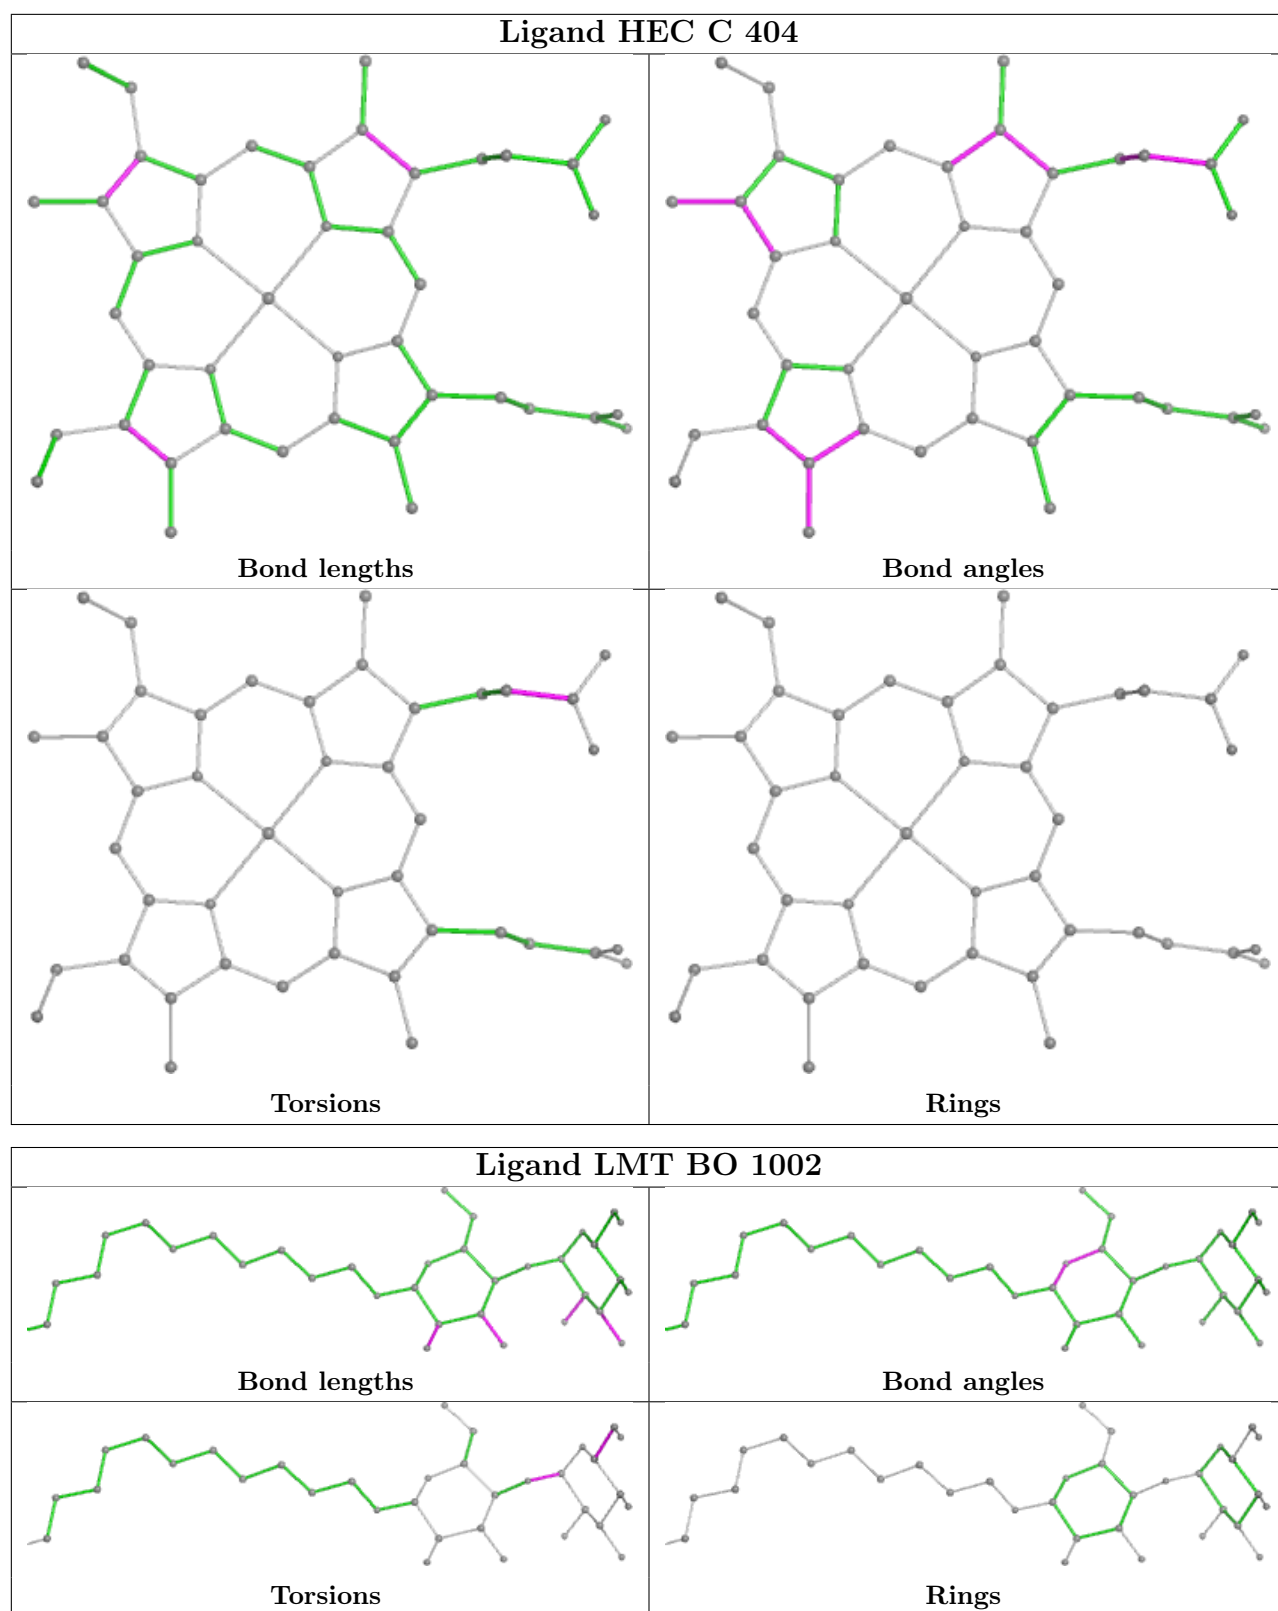 Ligand HEC C 404
Bond lengths
Bond angles
Torsions
Rings
Ligand LMT BO 1002
Bond lengths
Bond angles
Torsions
Rings